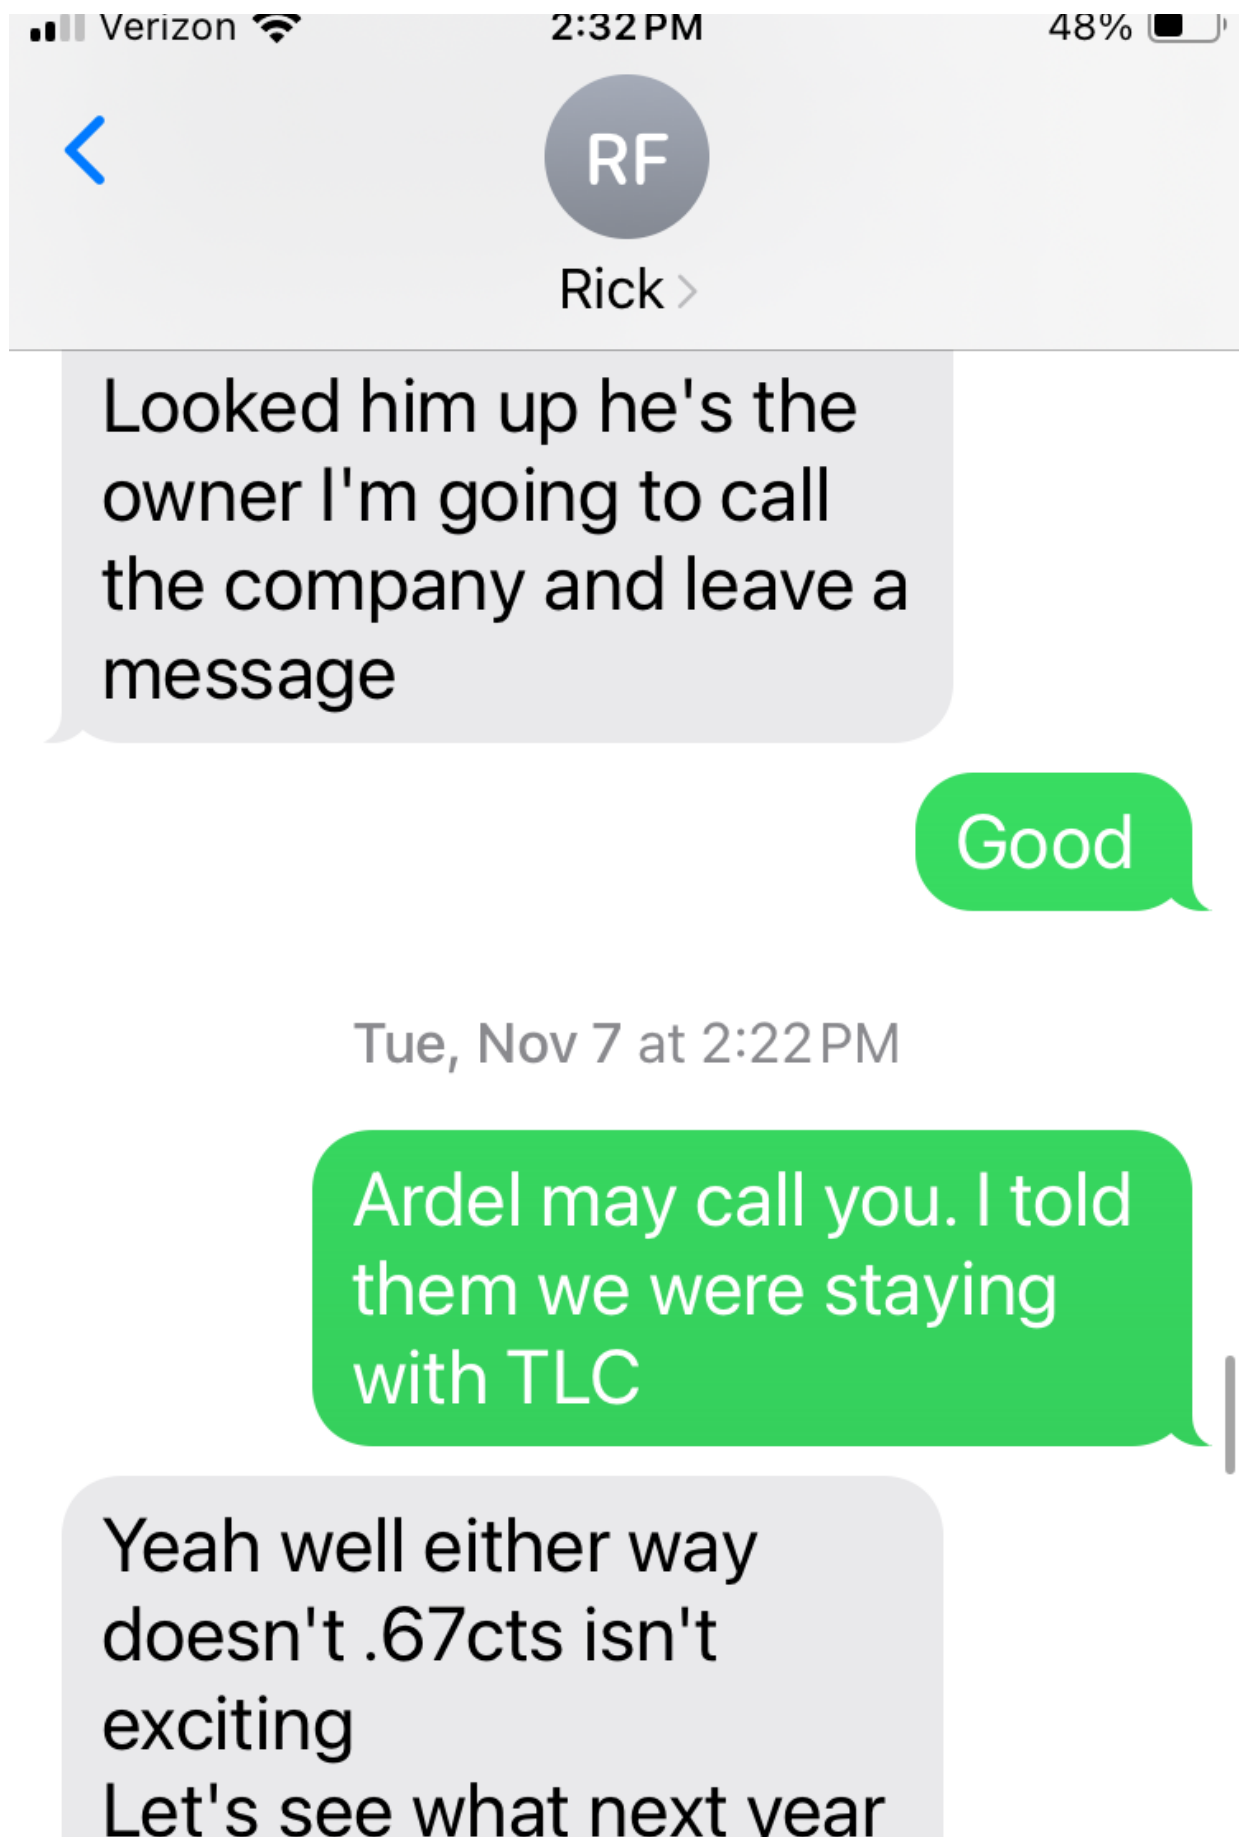 Verizon 2:32 PM 48%
RF
Rick
Looked him up he's the
owner I'm going to call
the company and leave a
message
Good
Tue, Nov 7 at 2:22 PM
Ardel may call you. I told
them we were staying
with TLC
Yeah well either way
doesn't .67cts isn't
exciting
Let's see what next year